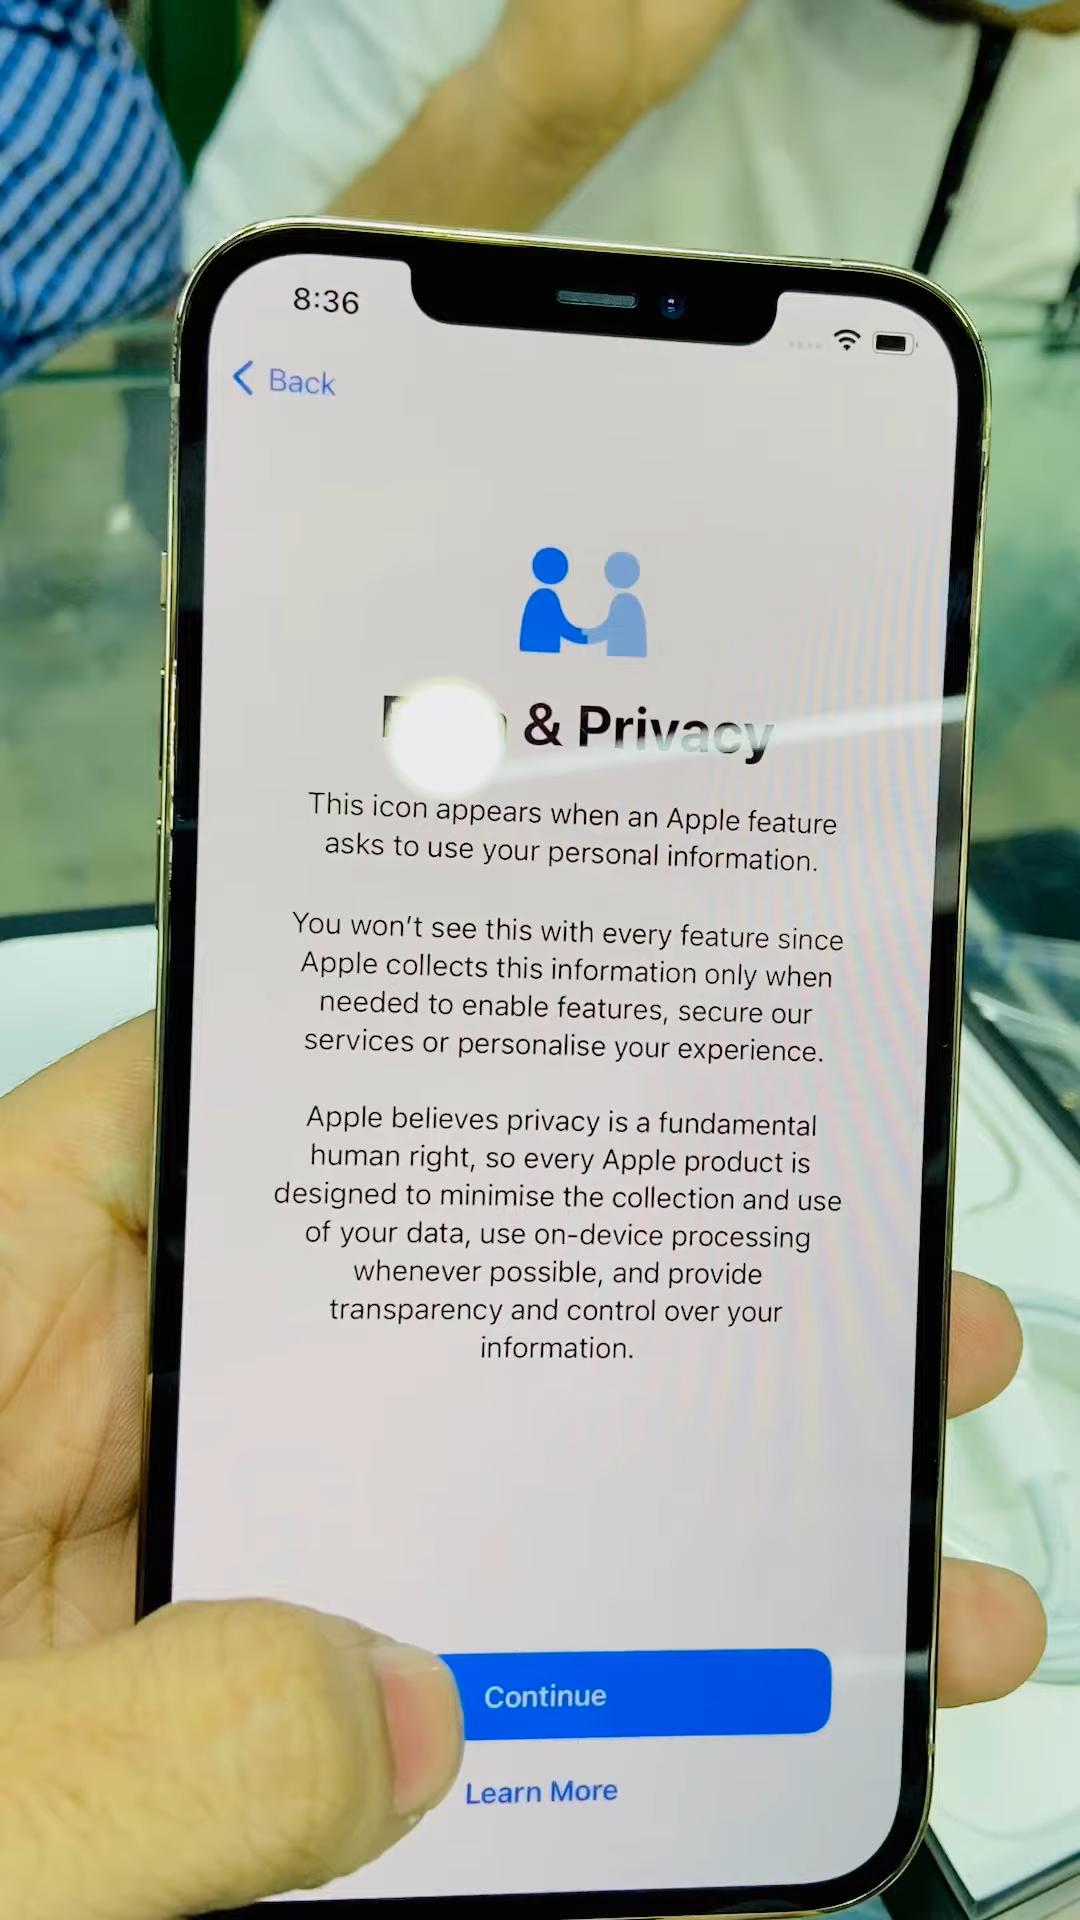 8:36
Back
& Privacy
This icon appears when an Apple feature
asks to use your personal information.
You won't see this with every feature since
Apple collects this information only when
needed to enable features, secure our
services or personalise your experience.
Apple believes privacy is a fundamental
human right, so every Apple product is
designed to minimise the collection and use
of your data, use on-device processing
whenever possible, and provide
transparency and control over your
information.
Continue
Learn More